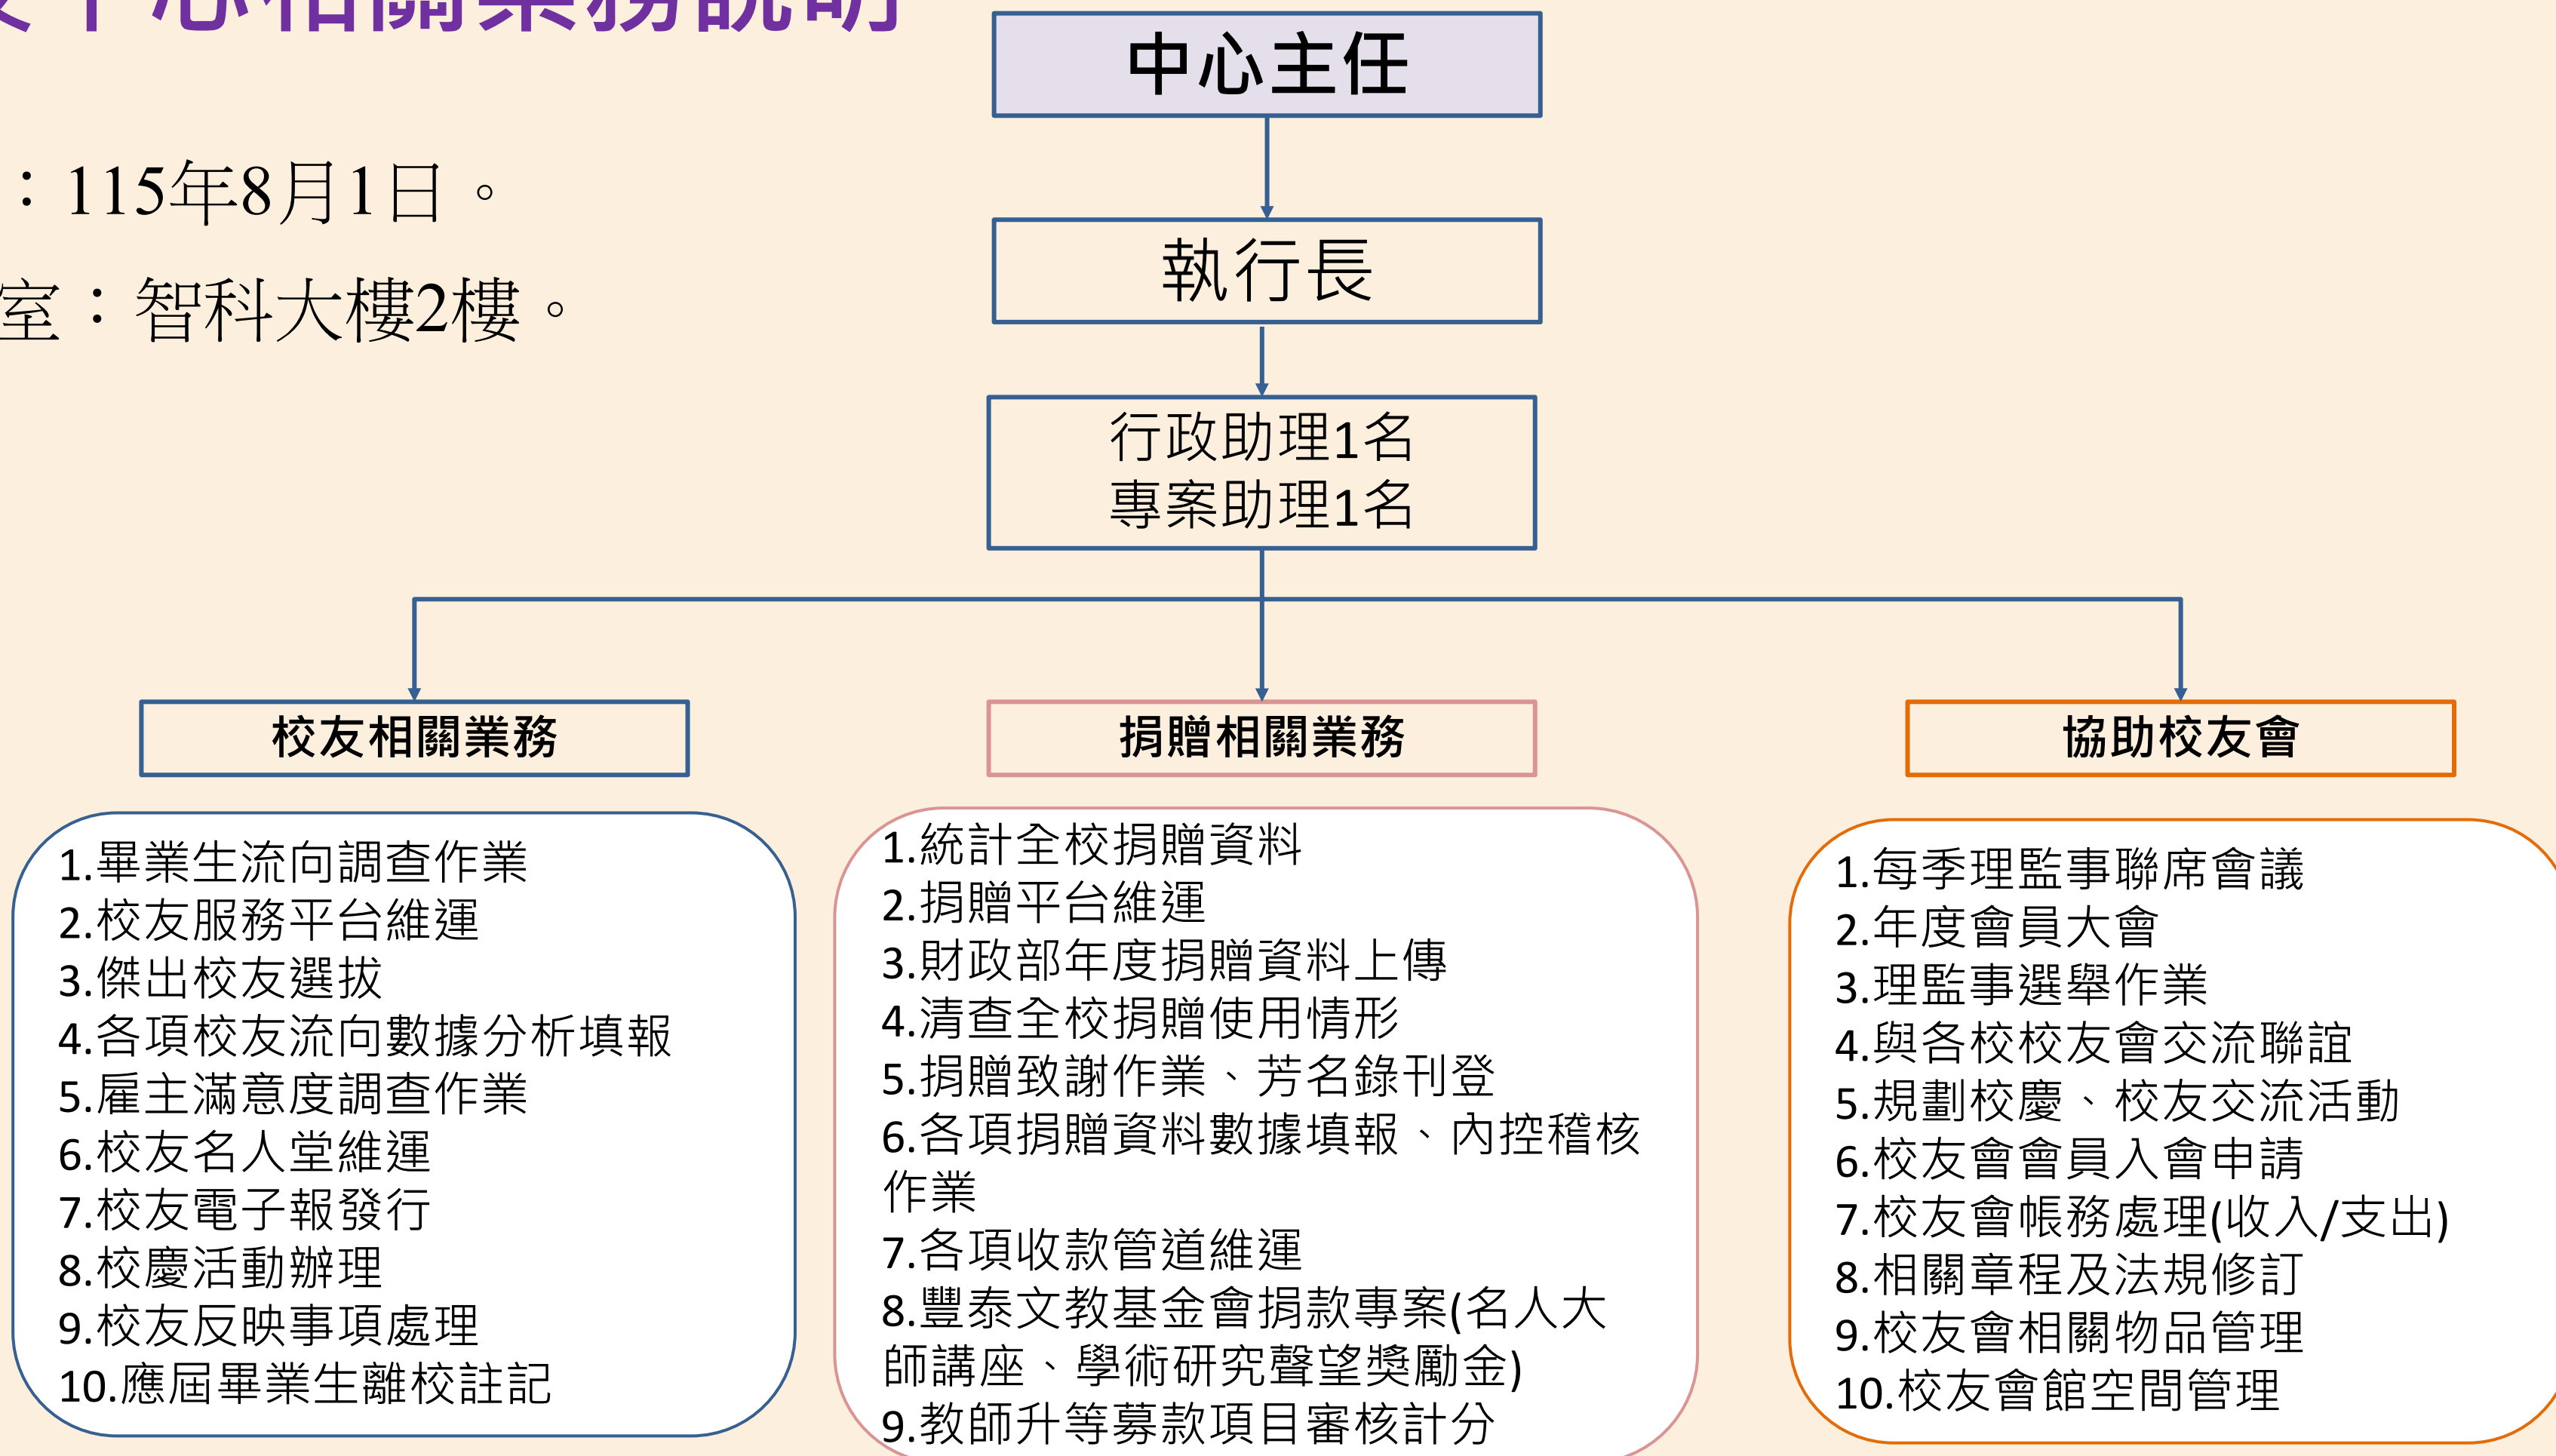 中心相關業務說明
：115年8月1日。
室：智科大樓2樓。
中心主任
執行長
行政助理1名
專案助理1名
校友相關業務
1.畢業生流向調查作業
2.校友服務平台維運
3.傑出校友選拔
4.各項校友流向數據分析填報
5.雇主滿意度調查作業
6.校友名人堂維運
7.校友電子報發行
8.校慶活動辦理
9.校友反映事項處理
10.應屆畢業生離校註記
捐贈相關業務
1.統計全校捐贈資料
2.捐贈平台維運
3.財政部年度捐贈資料上傳
4.清查全校捐贈使用情形
5.捐贈致謝作業、芳名錄刊登
6.各項捐贈資料數據填報、內控稽核
作業
7.各項收款管道維運
8.豐泰文教基金會捐款專案(名人大
師講座、學術研究聲望獎勵金)
9.教師升等募款項目審核計分
協助校友會
1.每季理監事聯席會議
2.年度會員大會
3.理監事選舉作業
4.與各校校友會交流聯誼
5.規劃校慶、校友交流活動
6.校友會會員入會申請
7.校友會帳務處理(收入/支出)
8.相關章程及法規修訂
9.校友會相關物品管理
10.校友會館空間管理